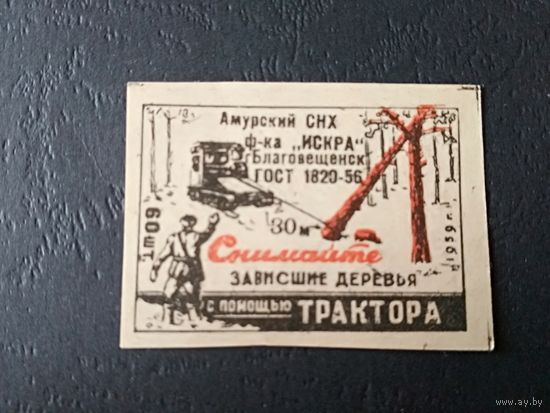 Амурский СНХ
ф-ка „ИСКРА"
г.Благовещенск
ГОСТ 1820-56
30 м
60 шт
Снимайте
ЗАВИСШИЕ ДЕРЕВЬЯ
С ПОМОЩЬЮ ТРАКТОРА
1959 г.
www.ay.by